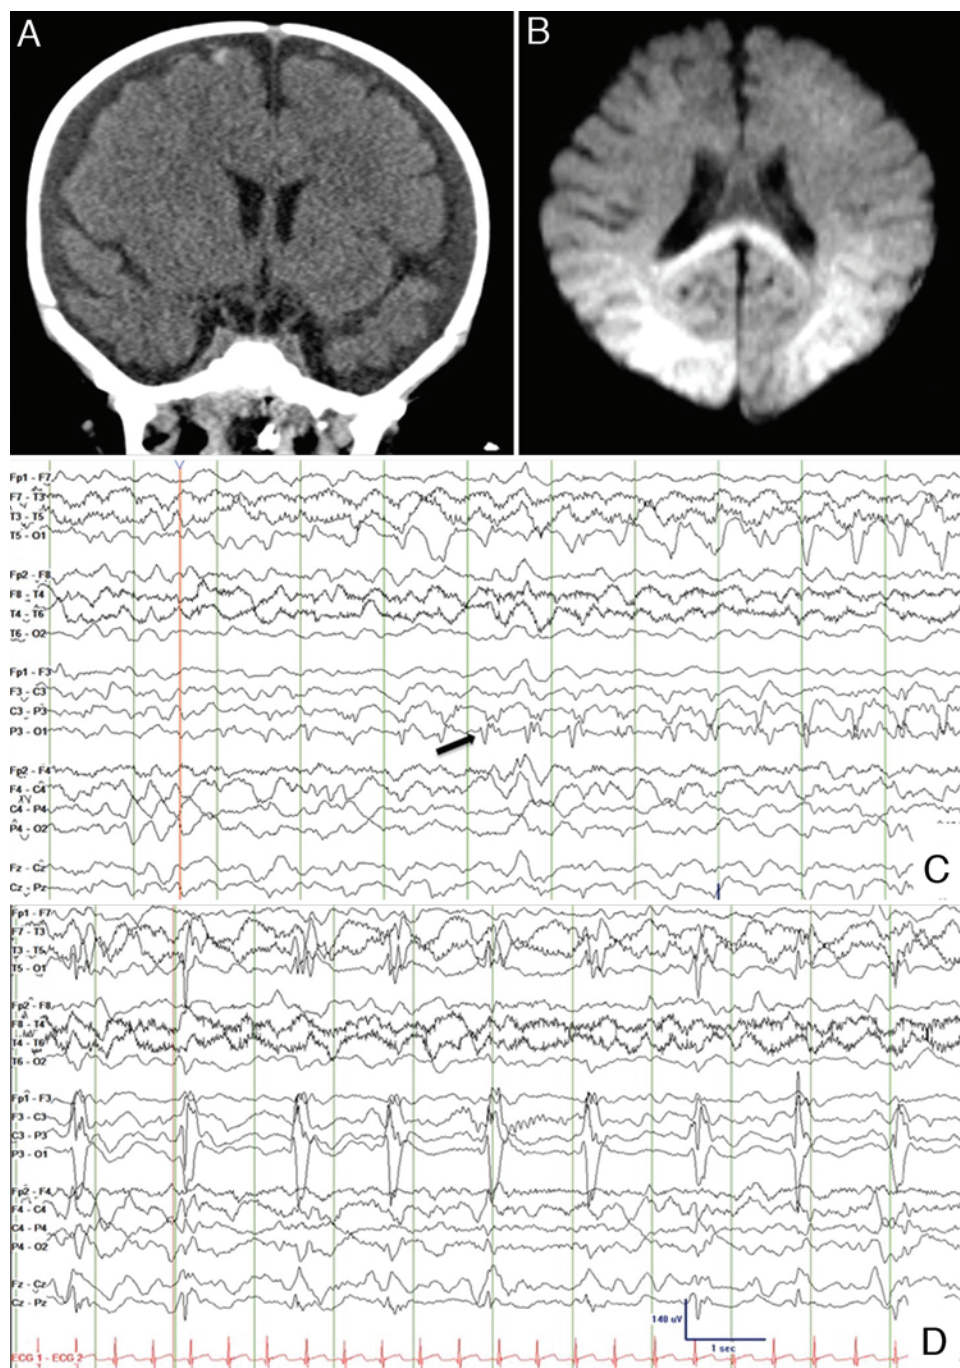 A
B
Fp1 - F7
F7 - T3
T3 - T5
T5 - O1
Fp2 - F8
F8 - T4
T4 - T6
T6 - O2
Fp1 - F3
F3 - C3
C3 - P3
P3 - O1
Fp2 - F4
F4 - C4
C4 - P4
P4 - O2
Fz - Cz
Cz - Pz
C
Fp1 - F7
F7 - T3
T3 - T5
T5 - O1
Fp2 - F8
F8 - T4
T4 - T6
T6 - O2
Fp1 - F3
F3 - C3
C3 - P3
P3 - O1
Fp2 - F4
F4 - C4
C4 - P4
P4 - O2
Fz - Cz
Cz - Pz
140 uV
1 sec
ECG 1 - ECG 2
D